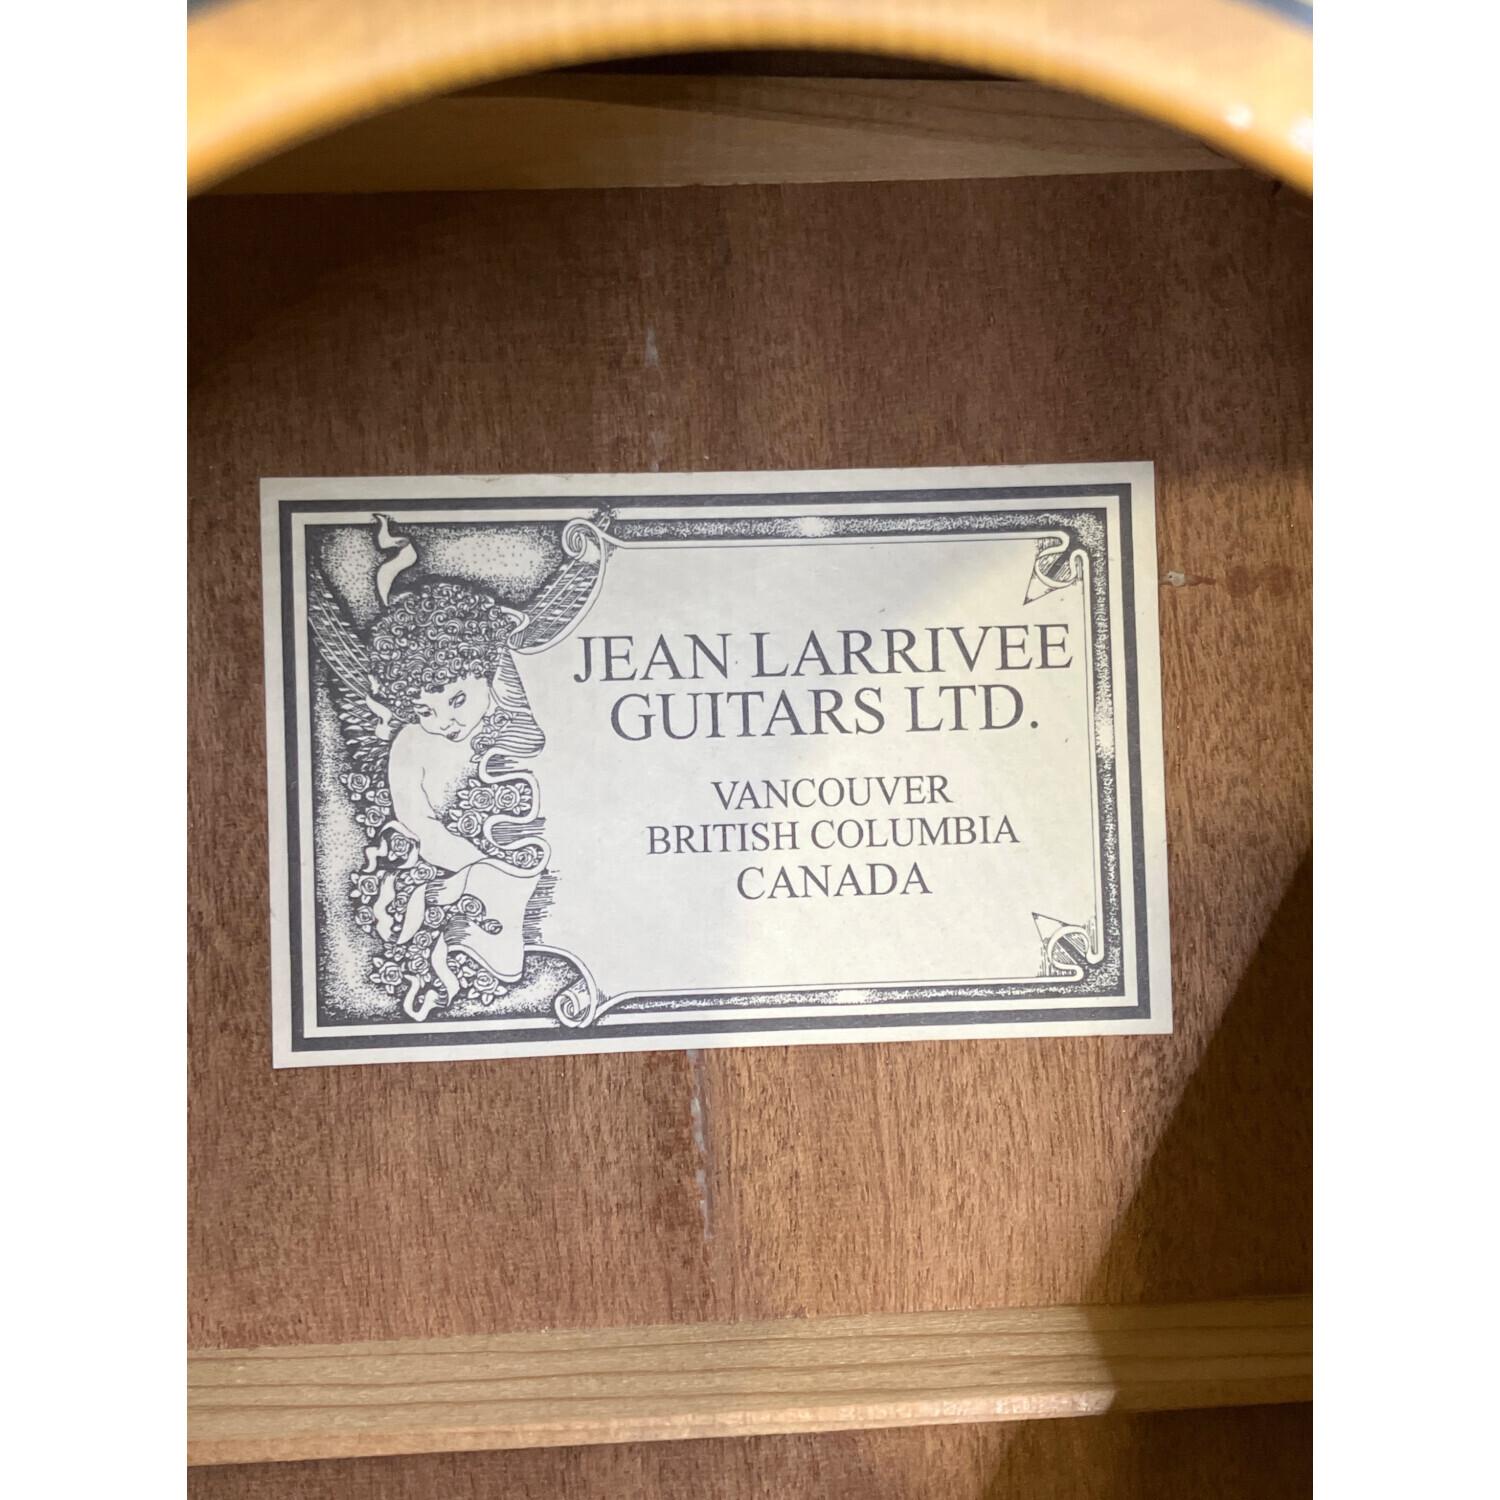 JEAN LARRIVEE
GUITARS LTD.
VANCOUVER
BRITISH COLUMBIA
CANADA